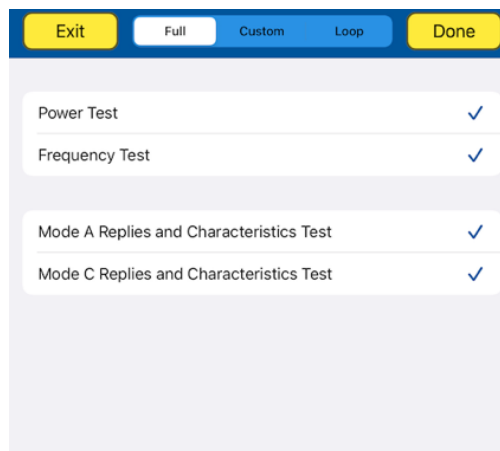 Exit Full Custom Loop Done
Power Test
Frequency Test
Mode A Replies and Characteristics Test
Mode C Replies and Characteristics Test